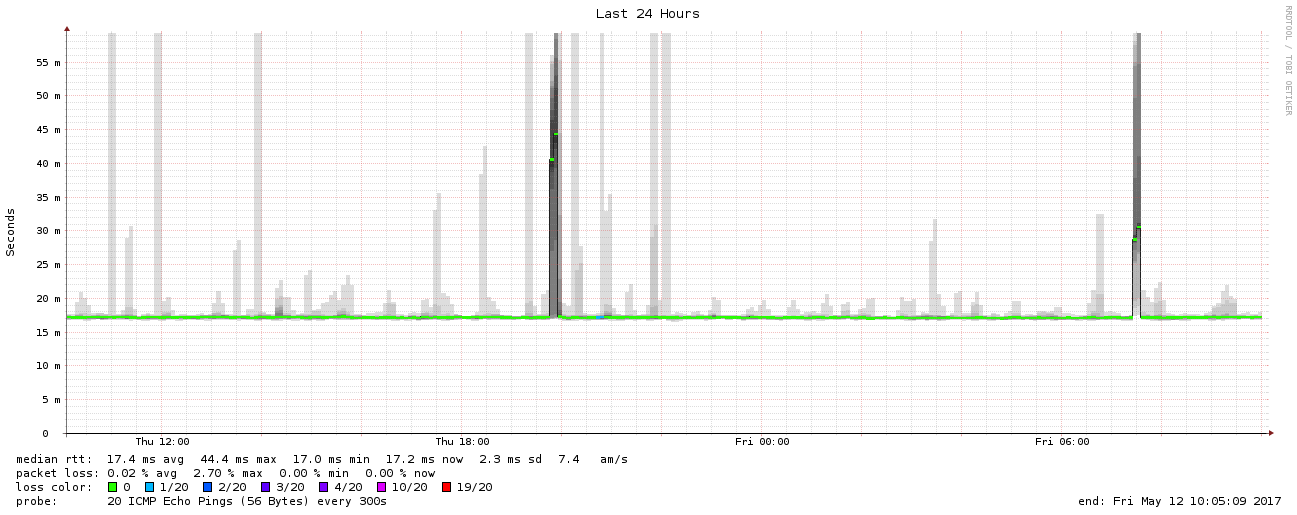 Last 24 Hours
RRDTOOL / TOBI OETIKER
Seconds
55 m
50 m
45 m
40 m
35 m
30 m
25 m
20 m
15 m
10 m
5 m
0
Thu 12:00 Thu 18:00 Fri 00:00 Fri 06:00
median rtt: 17.4 ms avg 44.4 ms max 17.0 ms min 17.2 ms now 2.3 ms sd 7.4 am/s
packet loss: 0.02 % avg 2.70 % max 0.00 % min 0.00 % now
loss color: 0 1/20 2/20 3/20 4/20 10/20 19/20
probe: 20 ICMP Echo Pings (56 Bytes) every 300s end: Fri May 12 10:05:09 2017